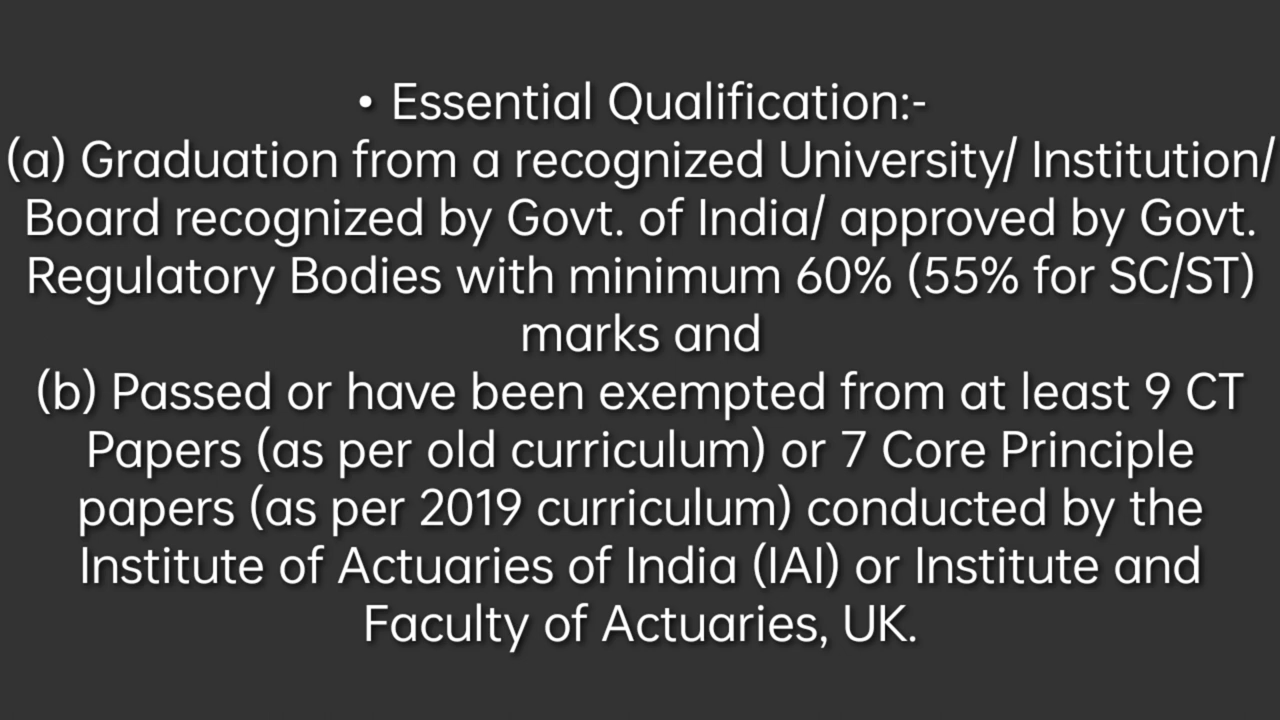 • Essential Qualification:-
(a) Graduation from a recognized University/ Institution/
Board recognized by Govt. of India/ approved by Govt.
Regulatory Bodies with minimum 60% (55% for SC/ST)
marks and
(b) Passed or have been exempted from at least 9 CT
Papers (as per old curriculum) or 7 Core Principle
papers (as per 2019 curriculum) conducted by the
Institute of Actuaries of India (IAI) or Institute and
Faculty of Actuaries, UK.